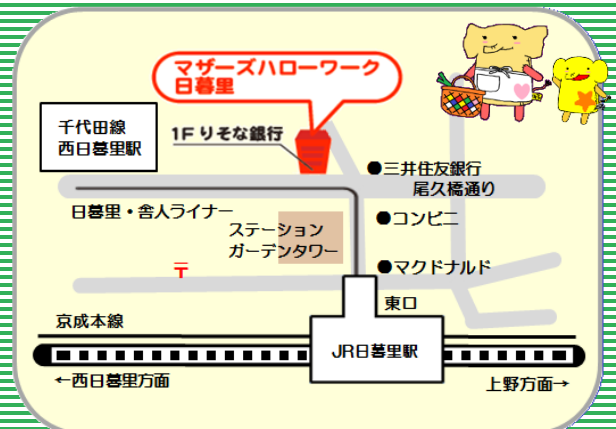 マザーズハローワーク
日暮里
千代田線
西日暮里駅
1F りそな銀行
●三井住友銀行
尾久橋通り
日暮里・舎人ライナー
ステーション
ガーデンタワー
●コンビニ
〒
●マクドナルド
東口
京成本線
JR日暮里駅
←西日暮里方面
上野方面→